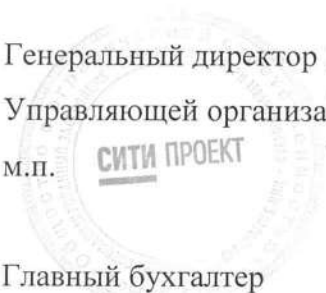 Генеральный директор
Управляющей организа
м.п.
СИТИ ПРОЕКТ
Главный бухгалтер